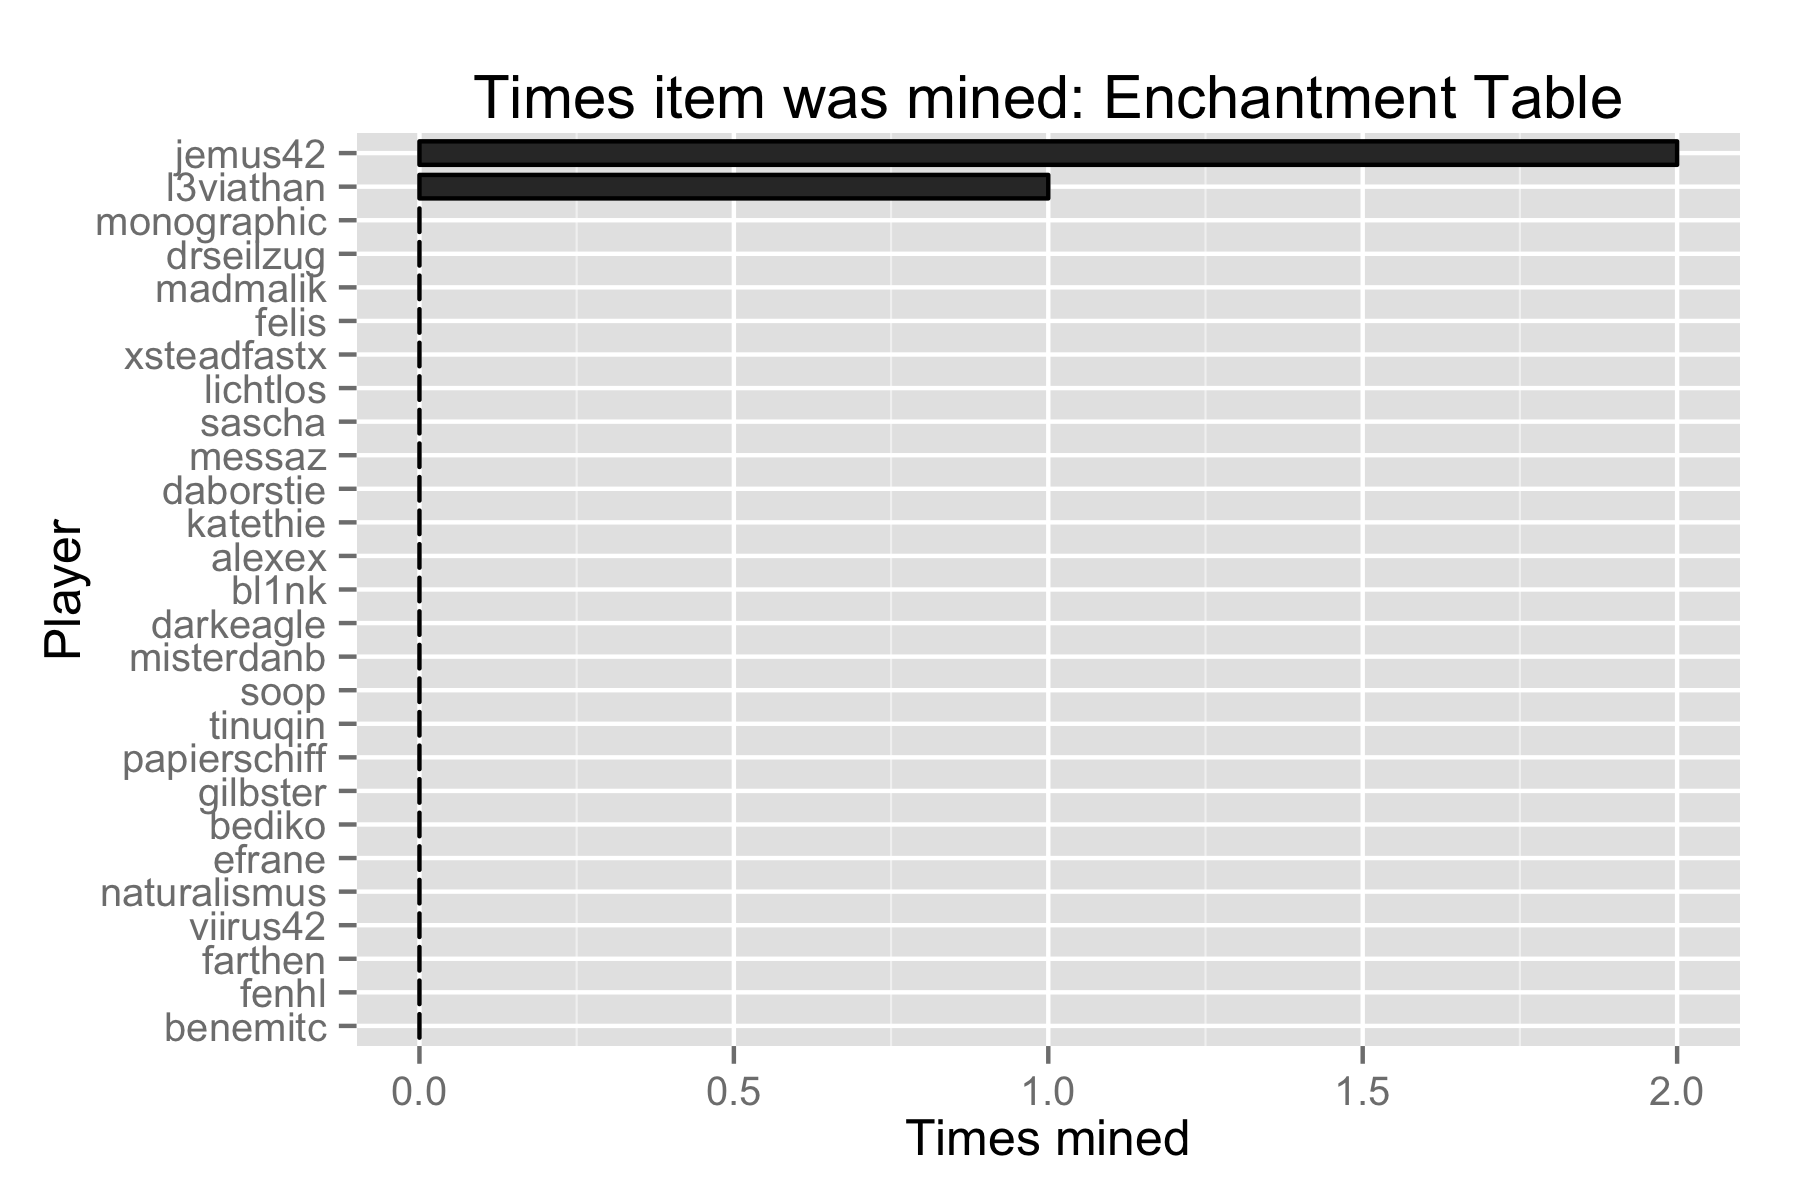 Times item was mined: Enchantment Table
jemus42
l3viathan
monographic
drseilzug
madmalik
felis
xsteadfastx
lichtlos
sascha
messaz
daborstie
katethie
alexex
bl1nk
darkeagle
misterdanb
soop
tinuqin
papierschiff
gilbster
bediko
efrane
naturalismus
viirus42
farthen
fenhl
benemitc
Player
0.0 0.5 1.0 1.5 2.0
Times mined